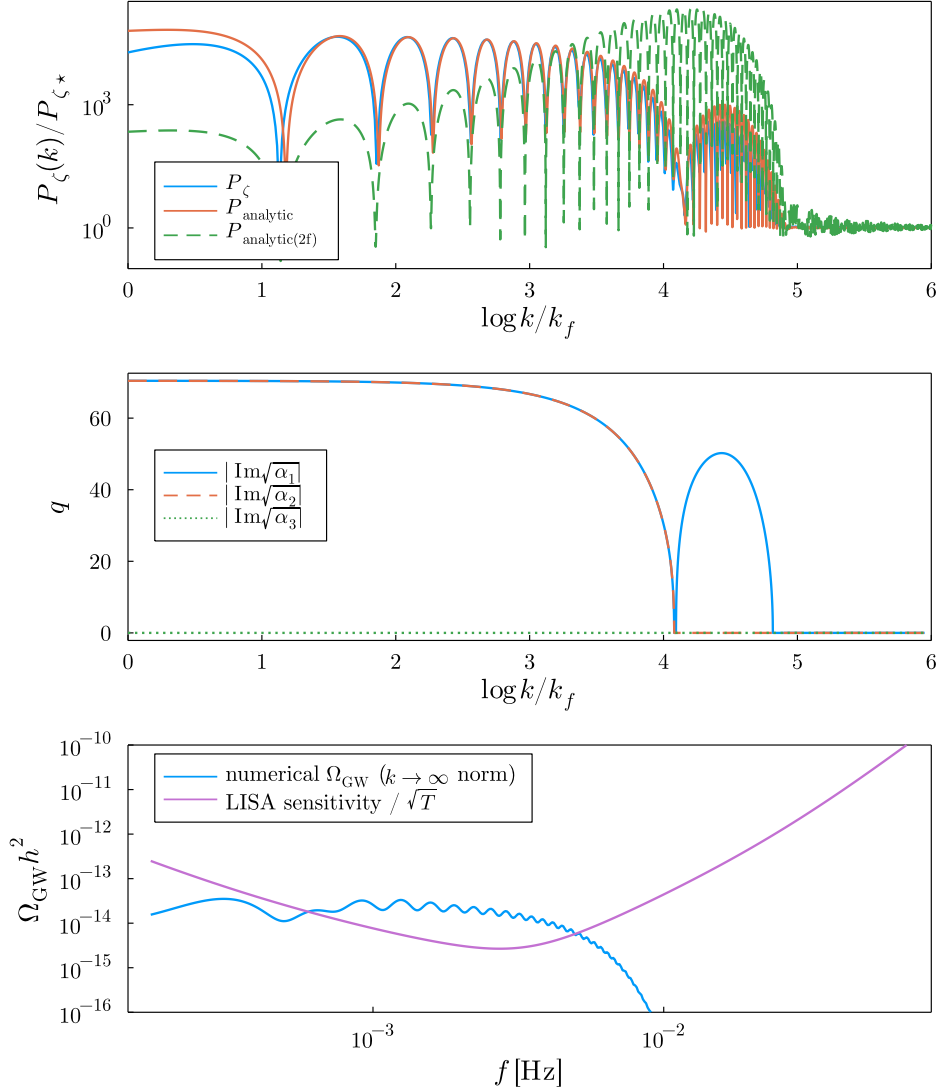 P_ζ(k)/P_ζ⋆
10^3
10^0
P_ζ
P_analytic
P_analytic(2f)
0 1 2 3 4 5 6
log k/k_f
q
60
40
20
0
| Im√α_1|
| Im√α_2|
| Im√α_3|
0 1 2 3 4 5 6
log k/k_f
Ω_GW h^2
10^-10
10^-11
10^-12
10^-13
10^-14
10^-15
10^-16
numerical Ω_GW (k → ∞ norm)
LISA sensitivity / √T
10^-3 10^-2
f [Hz]